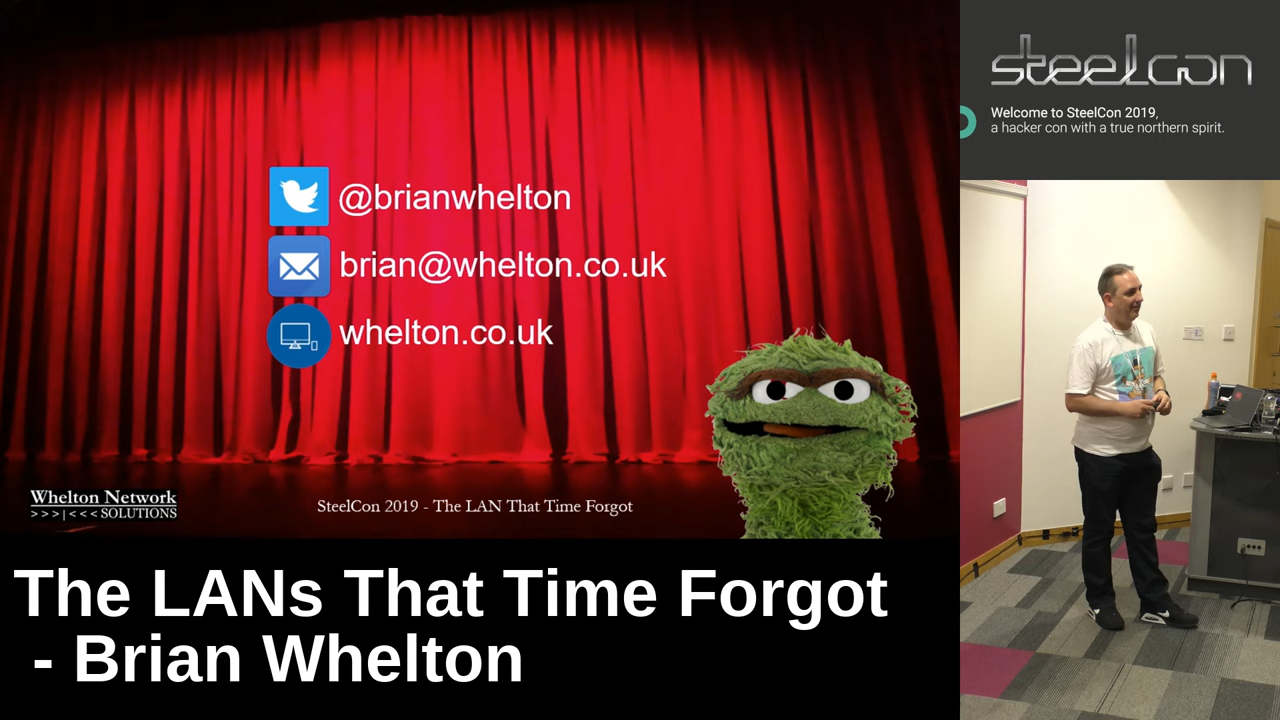 @brianwhelton
brian@whelton.co.uk
whelton.co.uk
Whelton Network
>>>|<<< SOLUTIONS
SteelCon 2019 - The LAN That Time Forgot
The LANs That Time Forgot
- Brian Whelton
steelcon
Welcome to SteelCon 2019,
a hacker con with a true northern spirit.